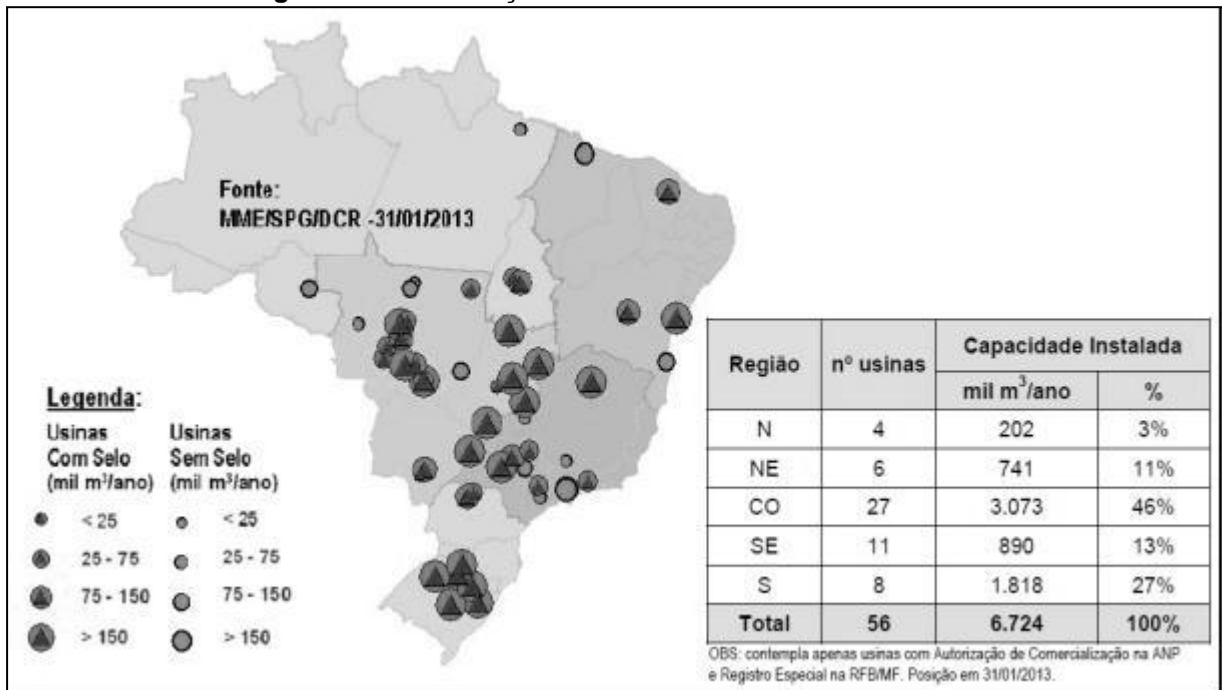 Fonte:
MME/SPG/DCR -31/01/2013
Legenda:
Usinas Com Selo (mil m³/ano)
Usinas Sem Selo (mil m³/ano)
< 25 < 25
25 - 75 25 - 75
75 - 150 75 - 150
> 150 > 150
Região nº usinas Capacidade Instalada
mil m³/ano %
N 4 202 3%
NE 6 741 11%
CO 27 3.073 46%
SE 11 890 13%
S 8 1.818 27%
Total 56 6.724 100%
OBS: contempla apenas usinas com Autorização de Comercialização na ANP
e Registro Especial na RFB/MF. Posição em 31/01/2013.